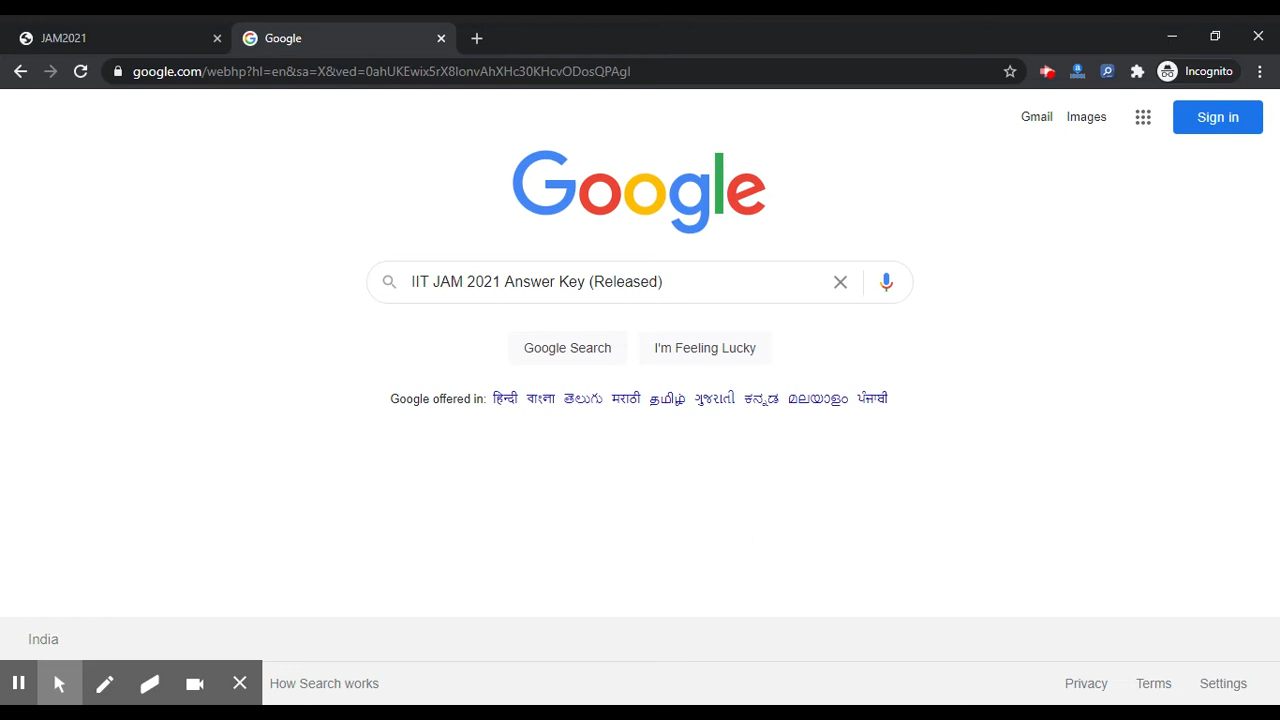 JAM2021
Google
google.com/webhp?hl=en&sa=X&ved=0ahUKEwix5rX8lonvAhXHc30KHcvODosQPAgI
Incognito
Gmail Images Sign in
Google
IIT JAM 2021 Answer Key (Released)
Google Search I'm Feeling Lucky
Google offered in: हिन्दी বাংলা తెలుగు मराठी தமிழ் ગુજરાતી ಕನ್ನಡ മലയാളം ਪੰਜਾਬੀ
India
How Search works Privacy Terms Settings